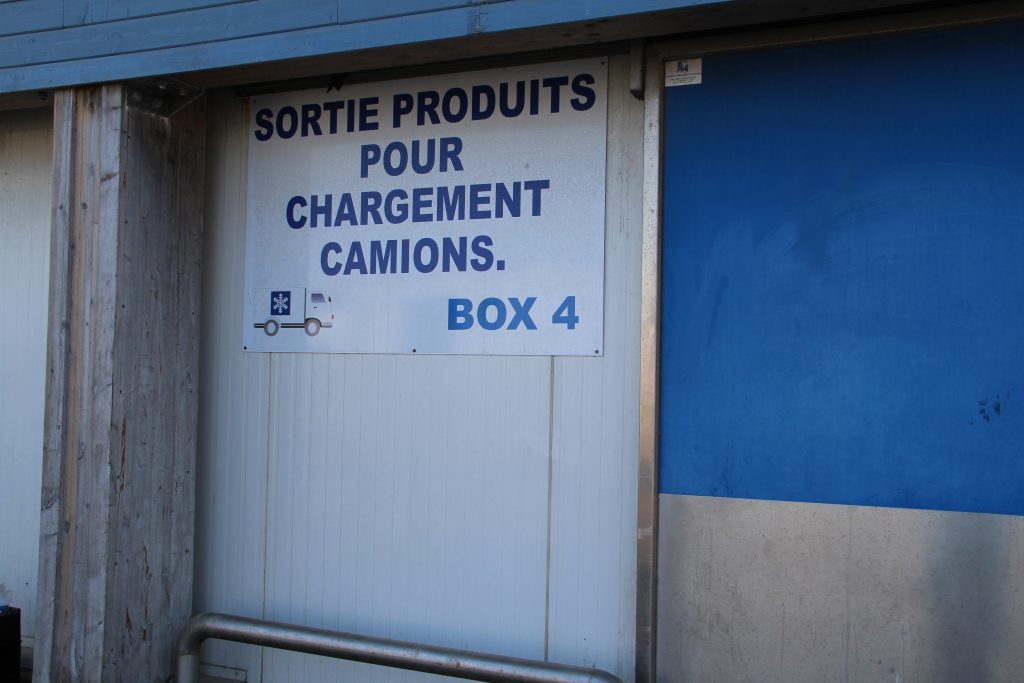 SORTIE PRODUITS
POUR
CHARGEMENT
CAMIONS.
BOX 4